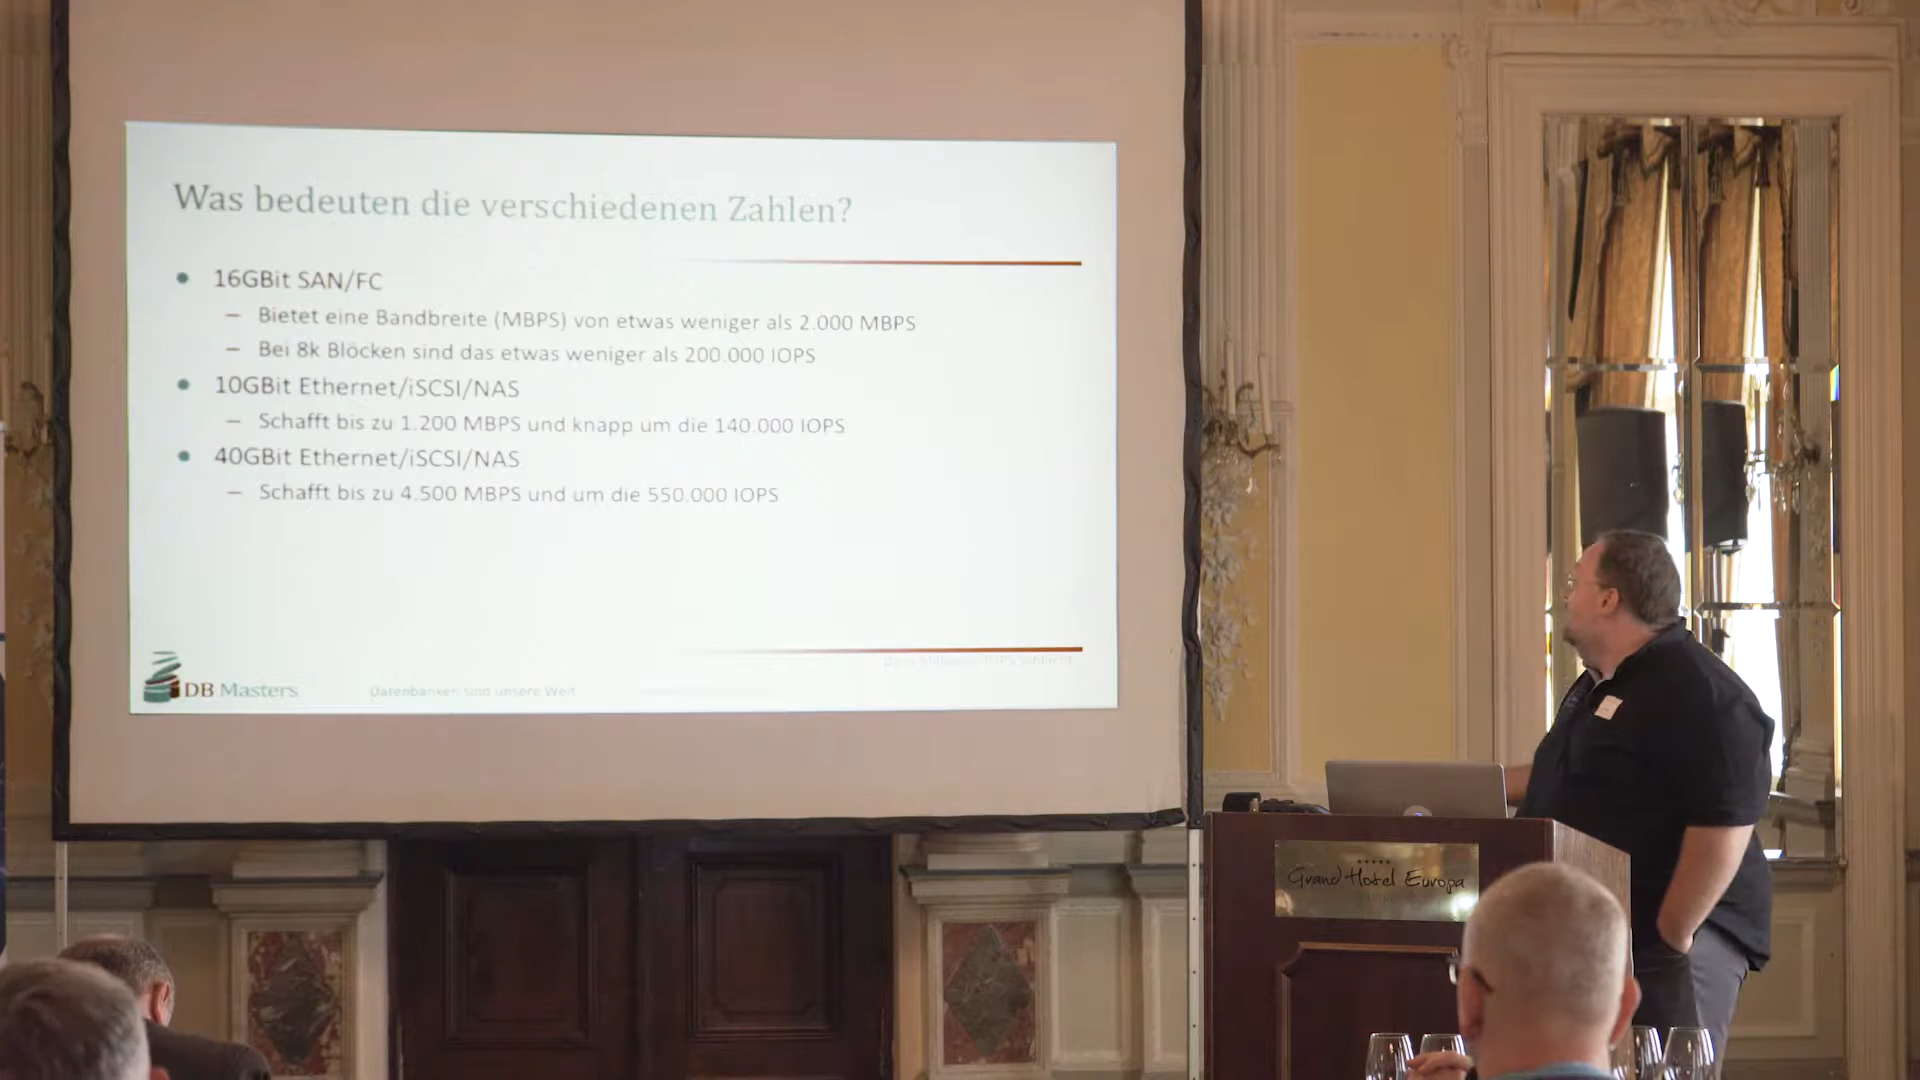 Was bedeuten die verschiedenen Zahlen?
• 16GBit SAN/FC
– Bietet eine Bandbreite (MBPS) von etwas weniger als 2.000 MBPS
– Bei 8k Blöcken sind das etwas weniger als 200.000 IOPS
• 10GBit Ethernet/iSCSI/NAS
– Schafft bis zu 1.200 MBPS und knapp um die 140.000 IOPS
• 40GBit Ethernet/iSCSI/NAS
– Schafft bis zu 4.500 MBPS und um die 550.000 IOPS
DB Masters
Datenbanken sind unsere Welt
Grand Hotel Europa